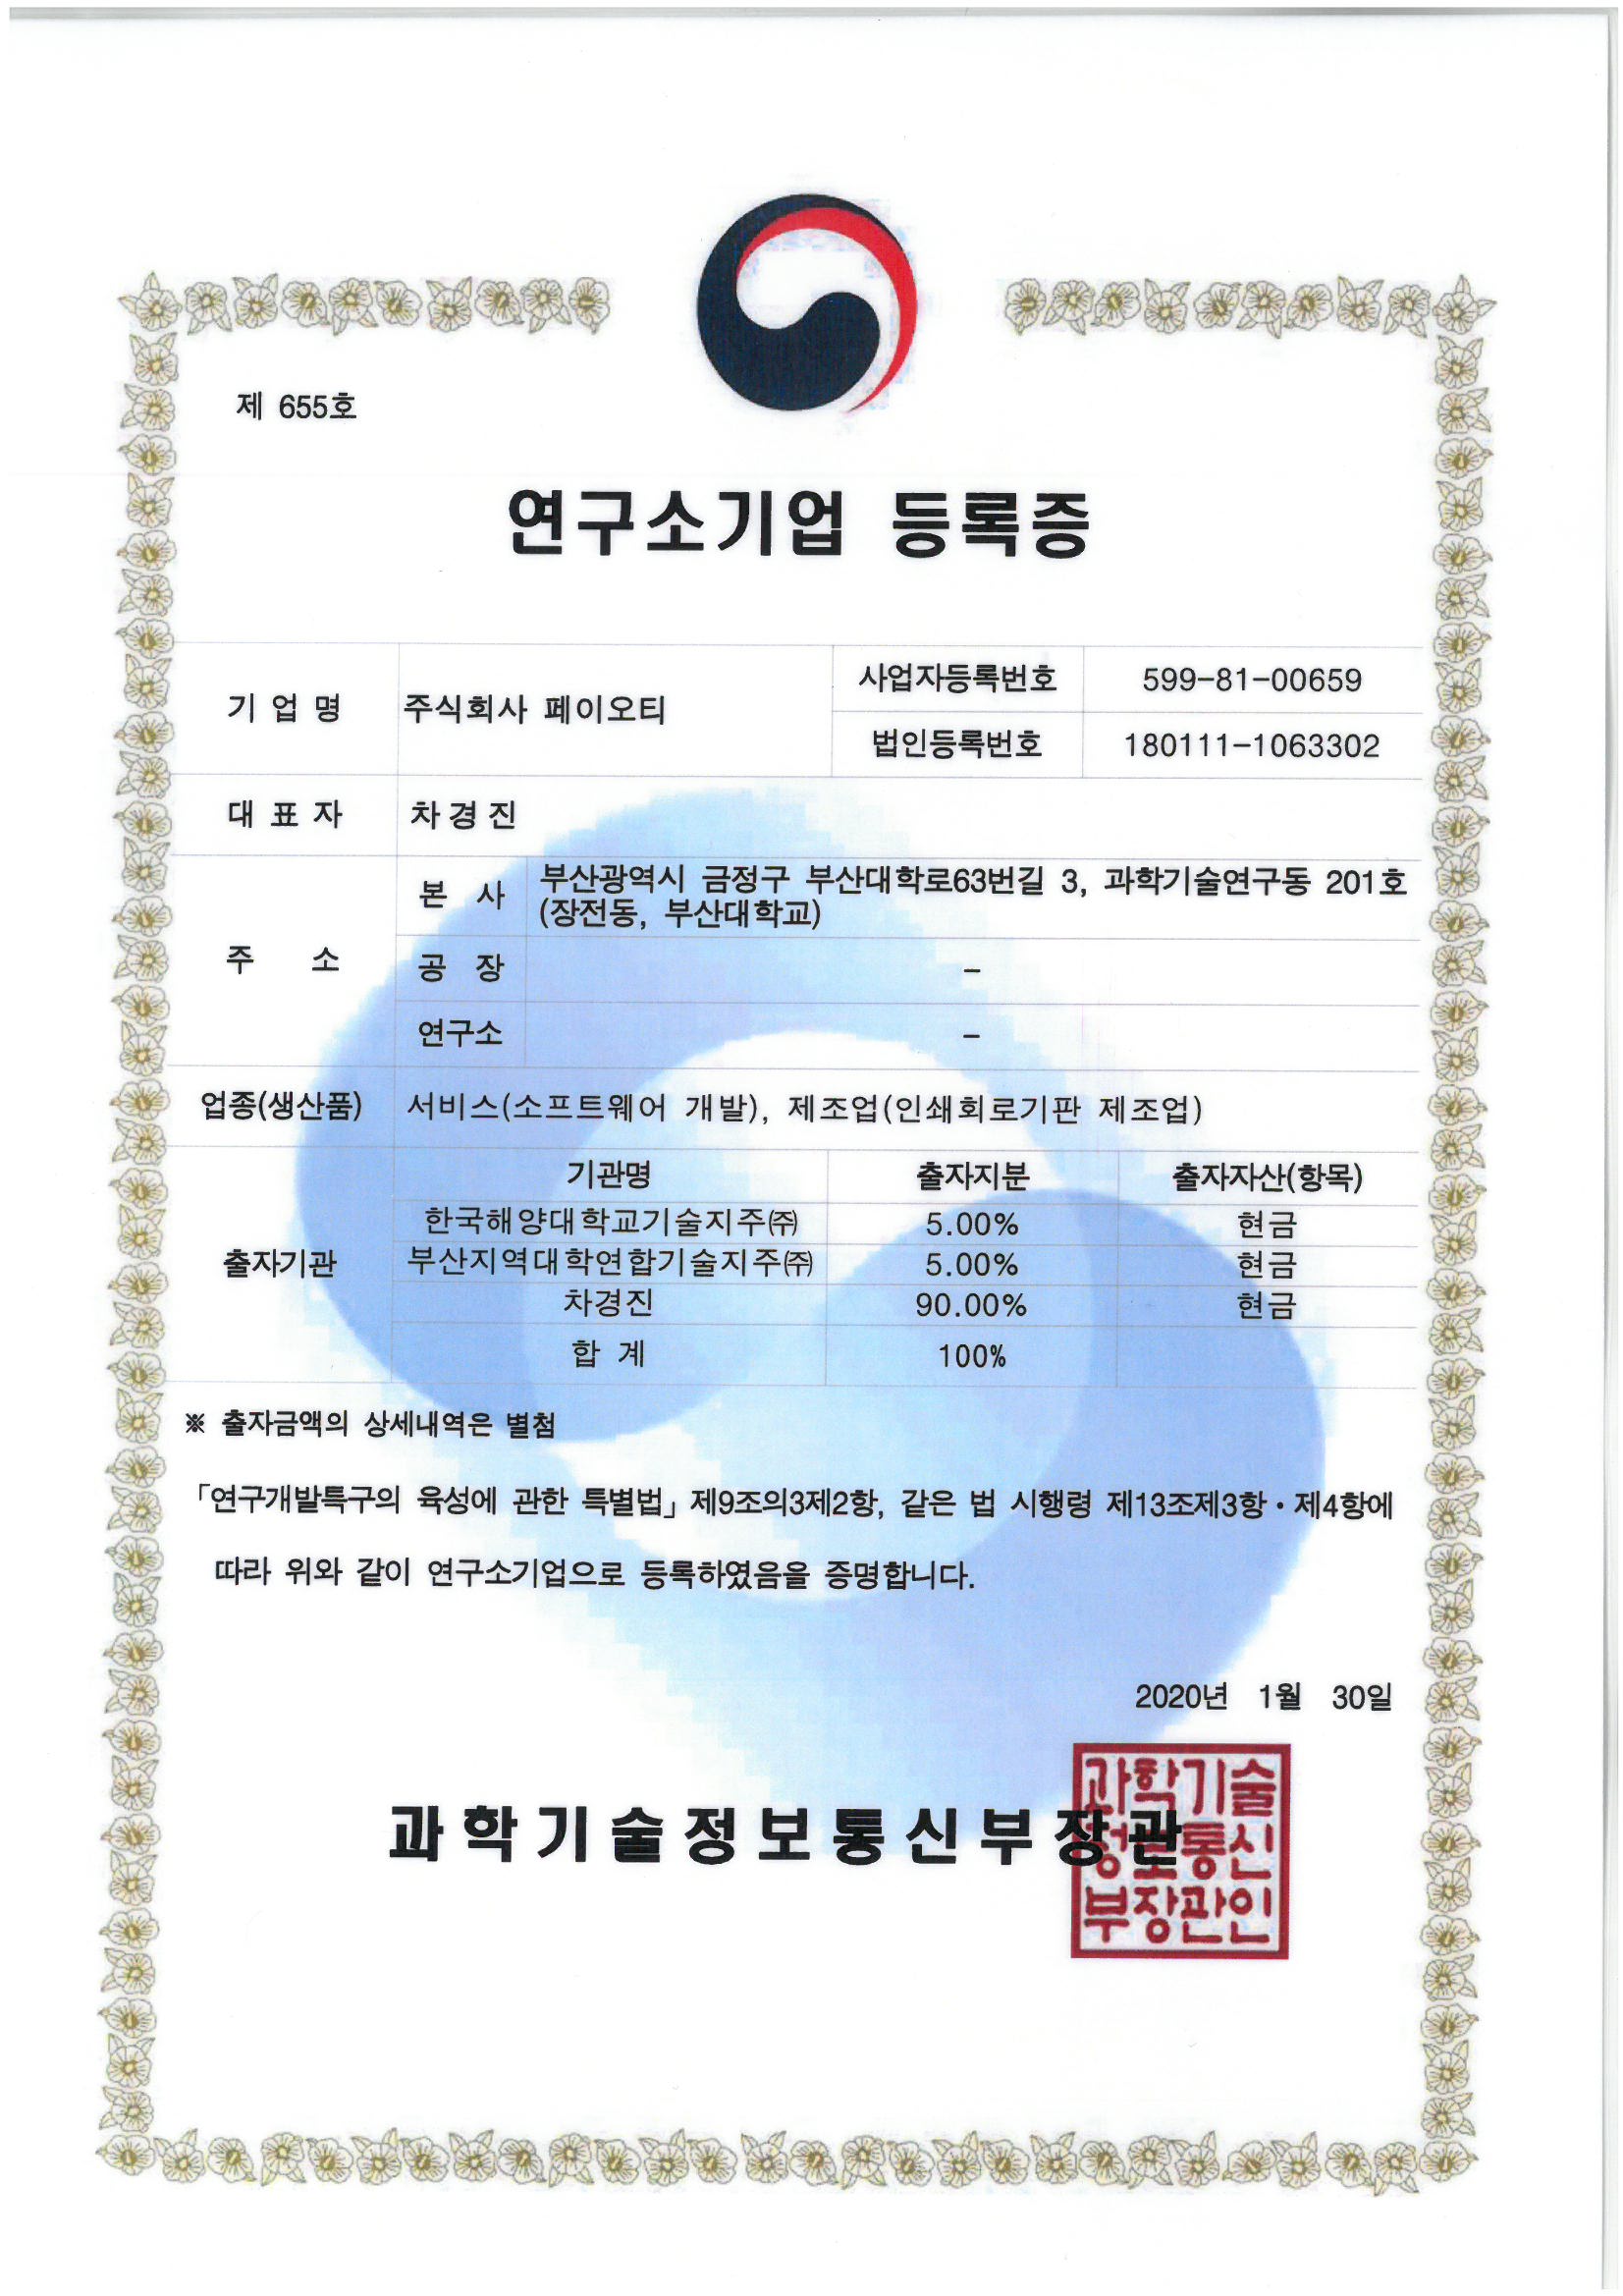 제 655호
연구소기업 등록증
기 업 명 주식회사 페이오티 사업자등록번호 599-81-00659
법인등록번호 180111-1063302
대 표 자 차경진
주 소 본 사 부산광역시 금정구 부산대학로63번길 3, 과학기술연구동 201호
(장전동, 부산대학교)
공 장 -
연구소 -
업종(생산품) 서비스(소프트웨어 개발), 제조업(인쇄회로기판 제조업)
출자기관 기관명 출자지분 출자자산(항목)
한국해양대학교기술지주㈜ 5.00% 현금
부산지역대학연합기술지주㈜ 5.00% 현금
차경진 90.00% 현금
합 계 100%
※ 출자금액의 상세내역은 별첨
「연구개발특구의 육성에 관한 특별법」제9조의3제2항, 같은 법 시행령 제13조제3항·제4항에
따라 위와 같이 연구소기업으로 등록하였음을 증명합니다.
2020년 1월 30일
과학기술정보통신부장관
과학기술
정보통신
부장관인